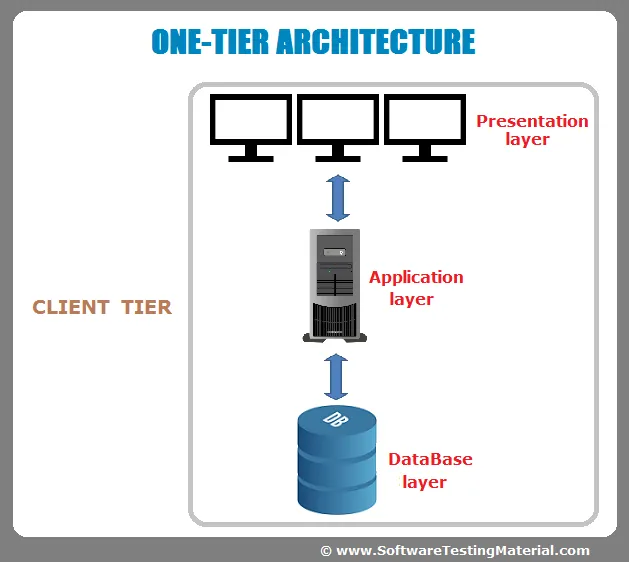 ONE-TIER ARCHITECTURE
Presentation
layer
Application
layer
CLIENT TIER
DB
DataBase
layer
© www.SoftwareTestingMaterial.com